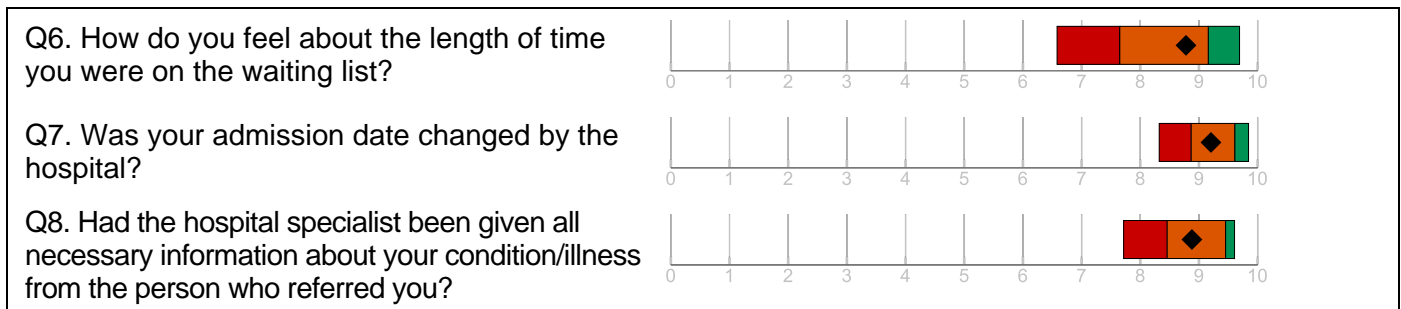 Q6. How do you feel about the length of time
you were on the waiting list?
0 1 2 3 4 5 6 7 8 9 10
Q7. Was your admission date changed by the
hospital?
0 1 2 3 4 5 6 7 8 9 10
Q8. Had the hospital specialist been given all
necessary information about your condition/illness
from the person who referred you?
0 1 2 3 4 5 6 7 8 9 10